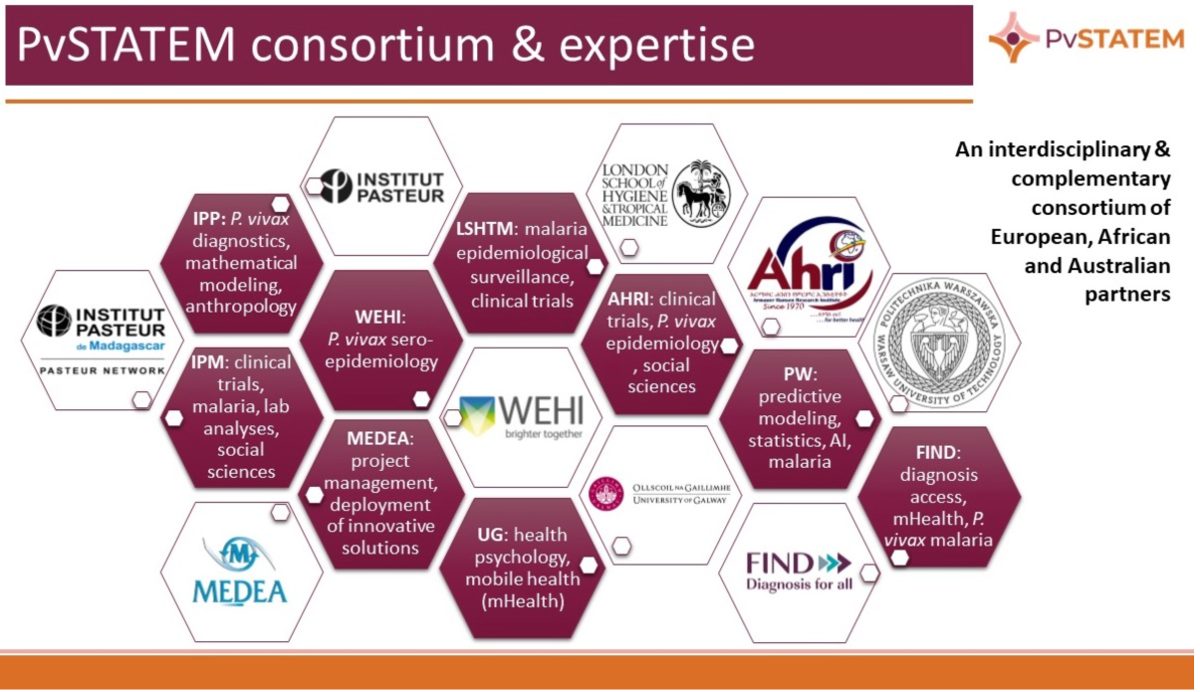 PvSTATEM consortium & expertise
PvSTATEM
An interdisciplinary &
complementary
consortium of
European, African
and Australian
partners
INSTITUT
PASTEUR
IPP: P. vivax
diagnostics,
mathematical
modeling,
anthropology
LSHTM: malaria
epidemiological
surveillance,
clinical trials
LONDON
SCHOOL of
HYGIENE
& TROPICAL
MEDICINE
Ahri
Armauer Hansen Research Institute
Since 1970
.....for better health
INSTITUT
PASTEUR
de Madagascar
PASTEUR NETWORK
WEHI:
P. vivax sero-
epidemiology
AHRI: clinical
trials, P. vivax
epidemiology
, social
sciences
POLITECHNIKA WARSZAWSKA
WARSAW UNIVERSITY OF TECHNOLOGY
IPM: clinical
trials,
malaria, lab
analyses,
social
sciences
WEHI
brighter together
PW:
predictive
modeling,
statistics, AI,
malaria
MEDEA:
project
management,
deployment
of innovative
solutions
OLLSCOIL NA GAILLIMHE
UNIVERSITY OF GALWAY
FIND:
diagnosis
access,
mHealth, P.
vivax malaria
M
MEDEA
UG: health
psychology,
mobile health
(mHealth)
FIND
Diagnosis for all